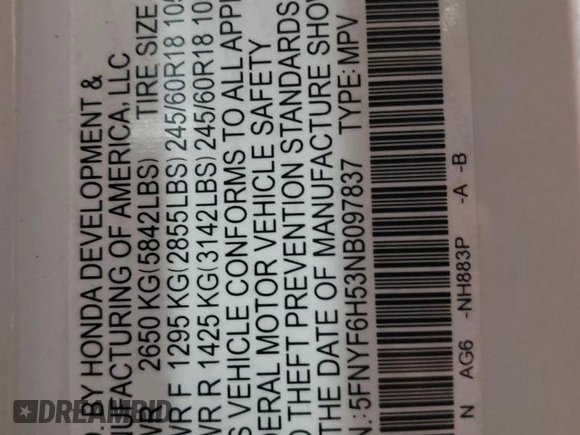 . BY HONDA DEVELOPMENT &
FACTURING OF AMERICA, LLC
VR 2650 KG(5842LBS) TIRE SIZE
VR F 1295 KG(2855LBS) 245/60R18 105
VR R 1425 KG(3142LBS) 245/60R18 10
S VEHICLE CONFORMS TO ALL APP
ERAL MOTOR VEHICLE SAFETY
D THEFT PREVENTION STANDARDS
THE DATE OF MANUFACTURE SHO
N.: 5FNYF6H53NB097837 TYPE: MPV
N AG6 -NH883P -A -B
DREAMBID